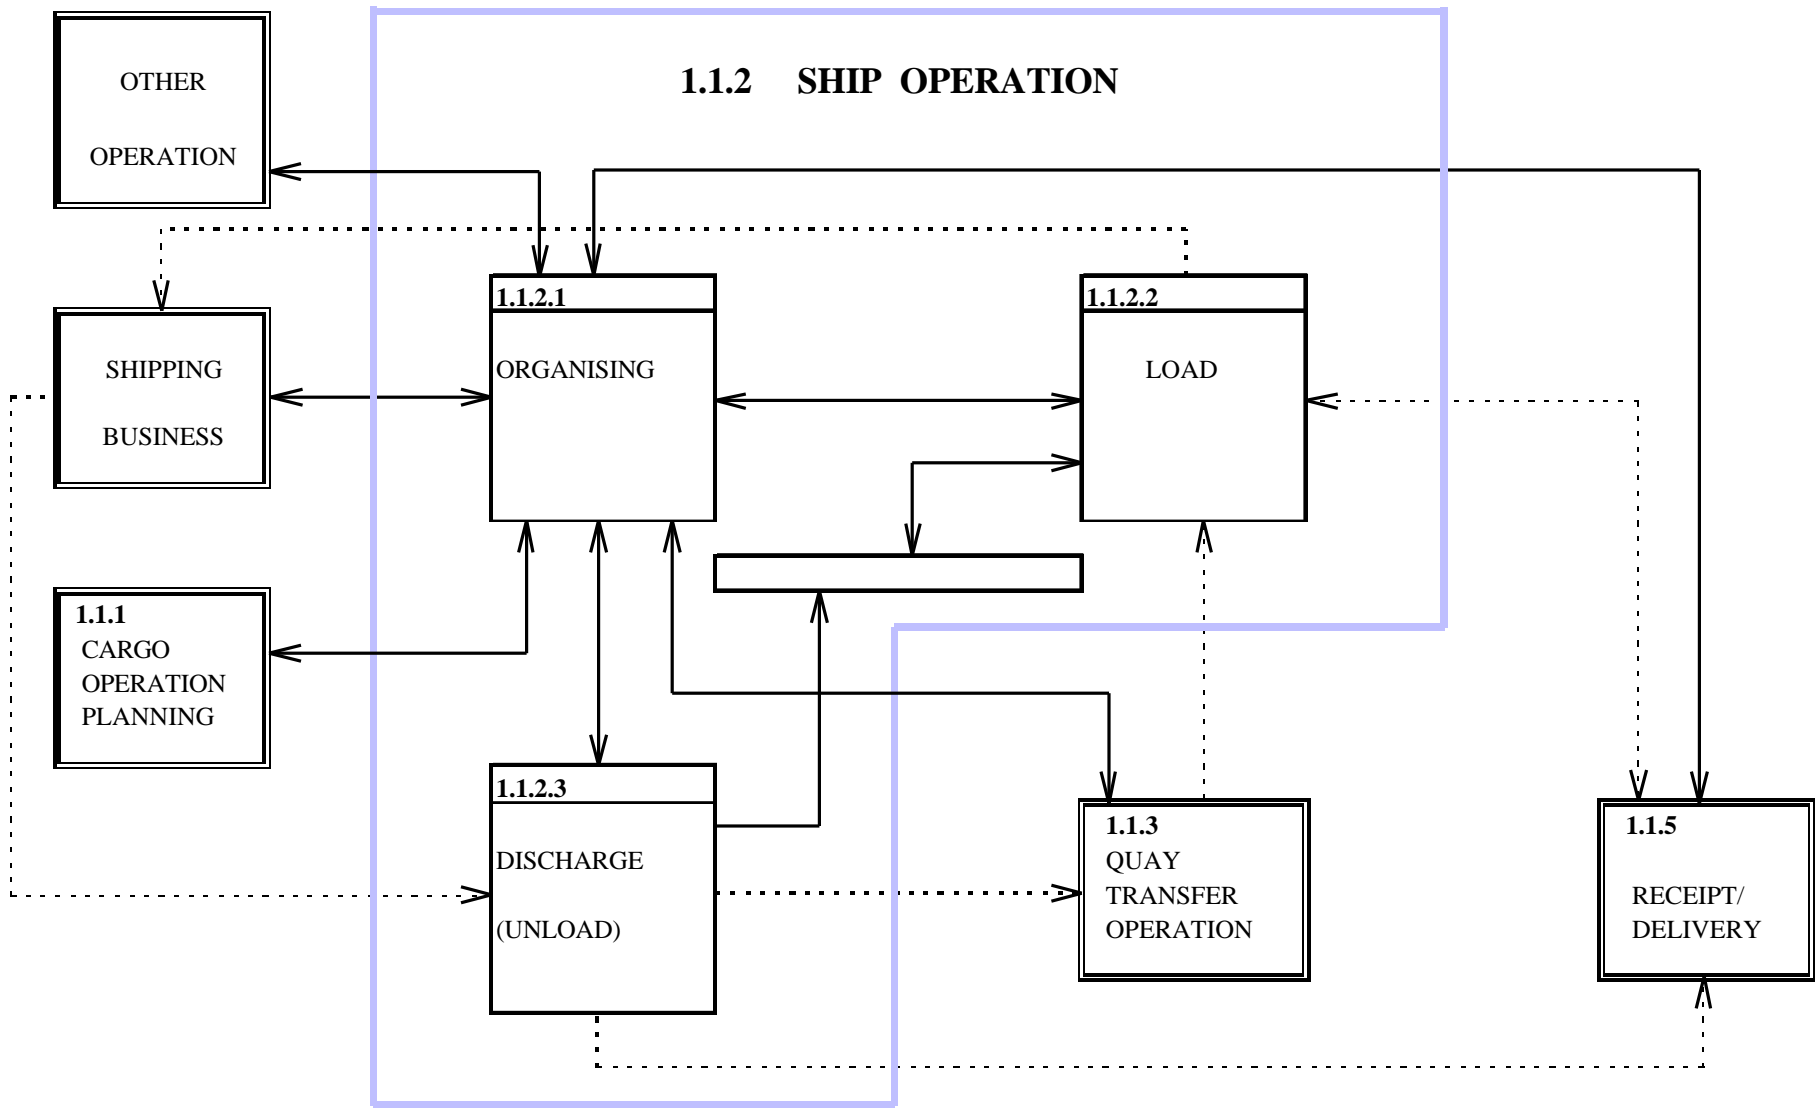 OTHER
OPERATION
1.1.2 SHIP OPERATION
1.1.2.1
ORGANISING
1.1.2.2
LOAD
SHIPPING
BUSINESS
1.1.1
CARGO
OPERATION
PLANNING
1.1.2.3
DISCHARGE
(UNLOAD)
1.1.3
QUAY
TRANSFER
OPERATION
1.1.5
RECEIPT/
DELIVERY